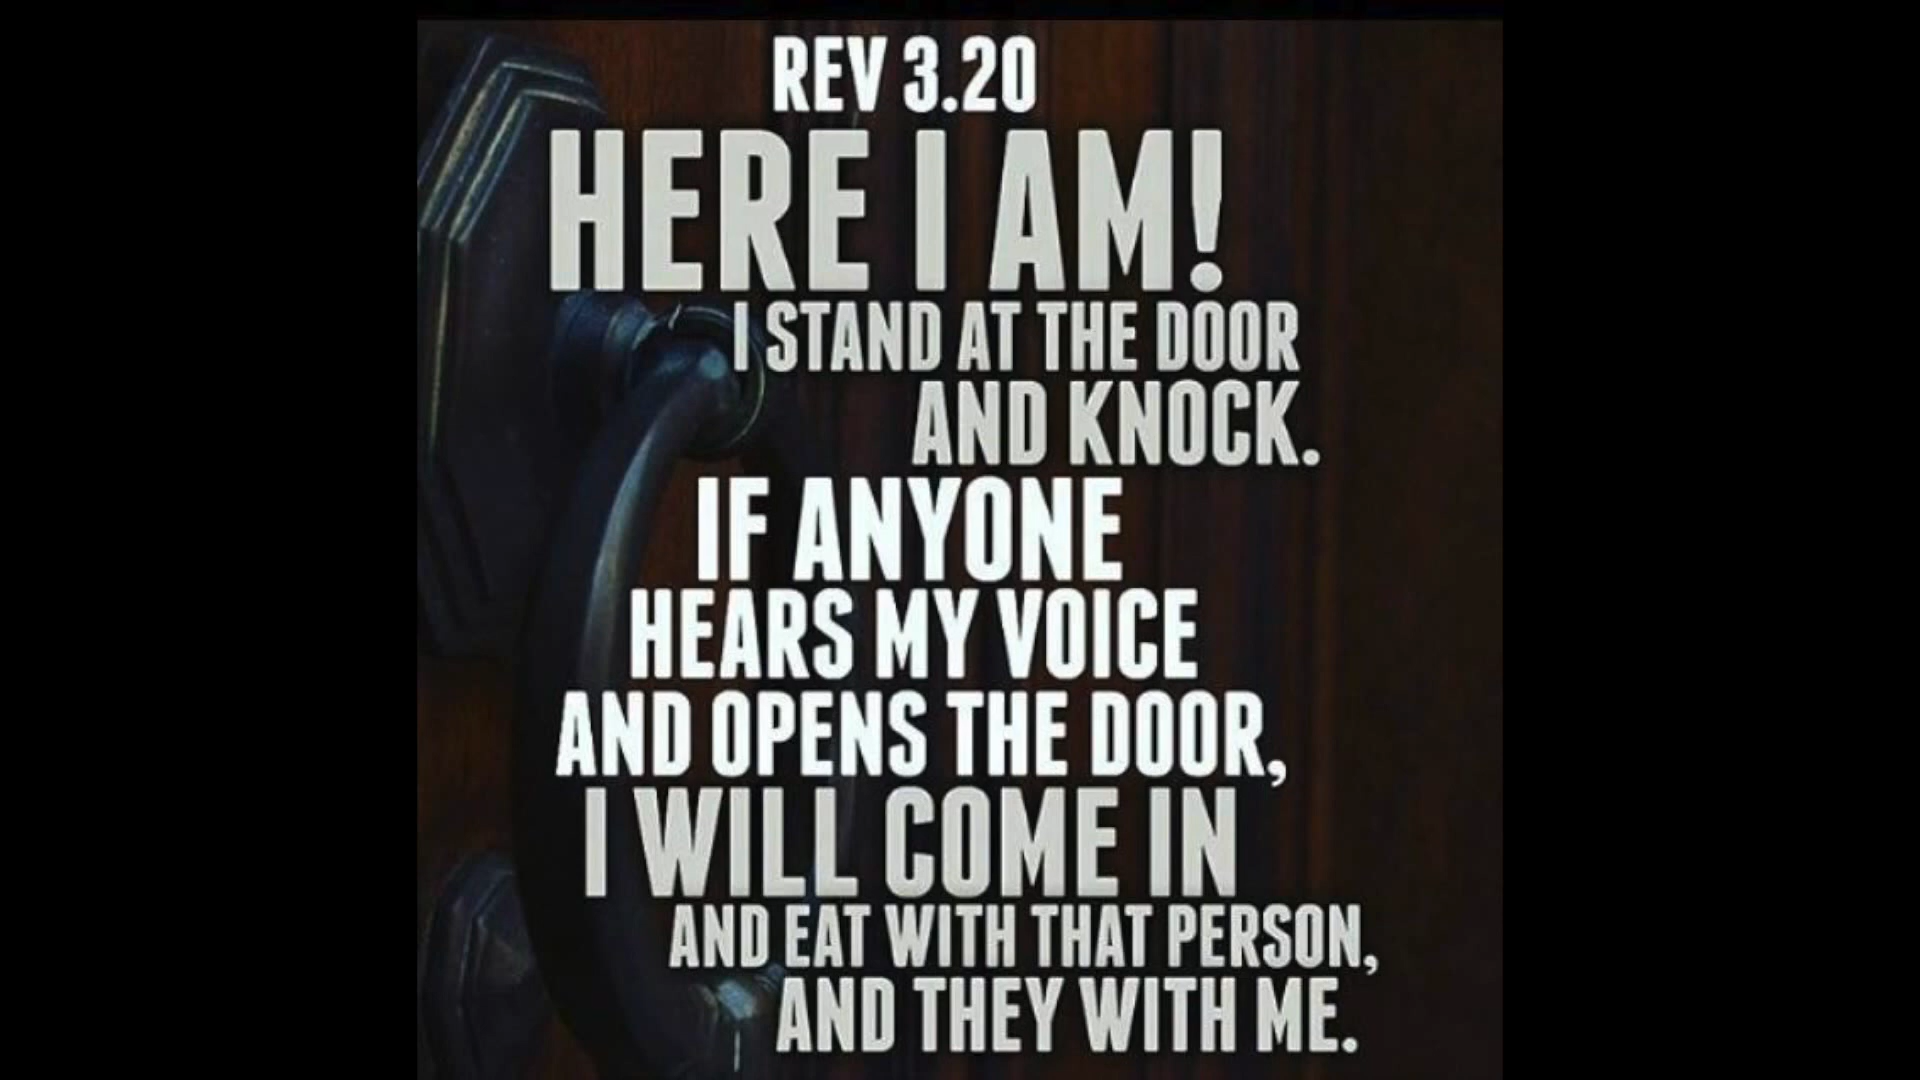 REV 3.20
HERE I AM!
I STAND AT THE DOOR
AND KNOCK.
IF ANYONE
HEARS MY VOICE
AND OPENS THE DOOR,
I WILL COME IN
AND EAT WITH THAT PERSON,
AND THEY WITH ME.